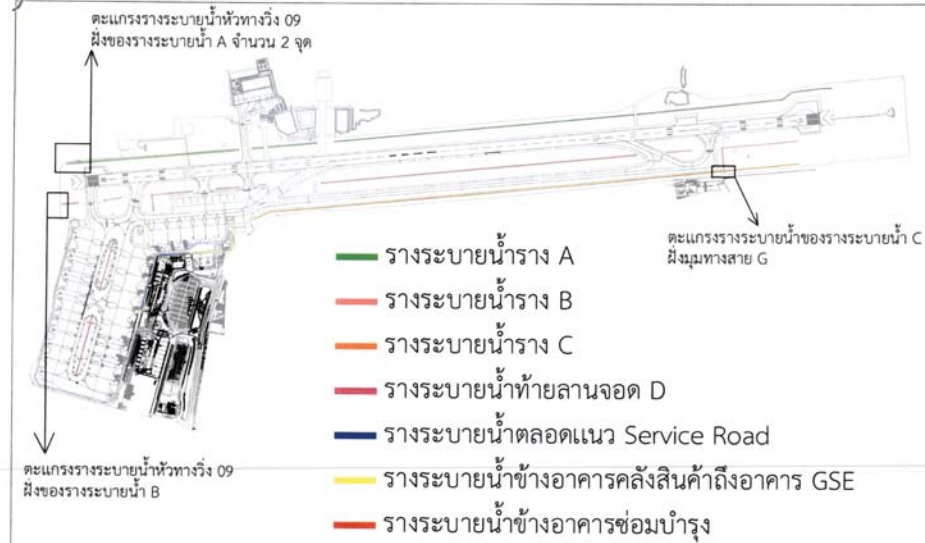 ตะแกรงรางระบายน้ำหัวทางวิ่ง 09
ฝั่งของรางระบายน้ำ A จำนวน 2 จุด
ตะแกรงรางระบายน้ำของรางระบายน้ำ C
ฝั่งมุมทางสาย G
รางระบายน้ำราง A
รางระบายน้ำราง B
รางระบายน้ำราง C
รางระบายน้ำท้ายลานจอด D
รางระบายน้ำตลอดแนว Service Road
รางระบายน้ำข้างอาคารคลังสินค้าถึงอาคาร GSE
รางระบายน้ำข้างอาคารซ่อมบำรุง
ตะแกรงรางระบายน้ำหัวทางวิ่ง 09
ฝั่งของรางระบายน้ำ B